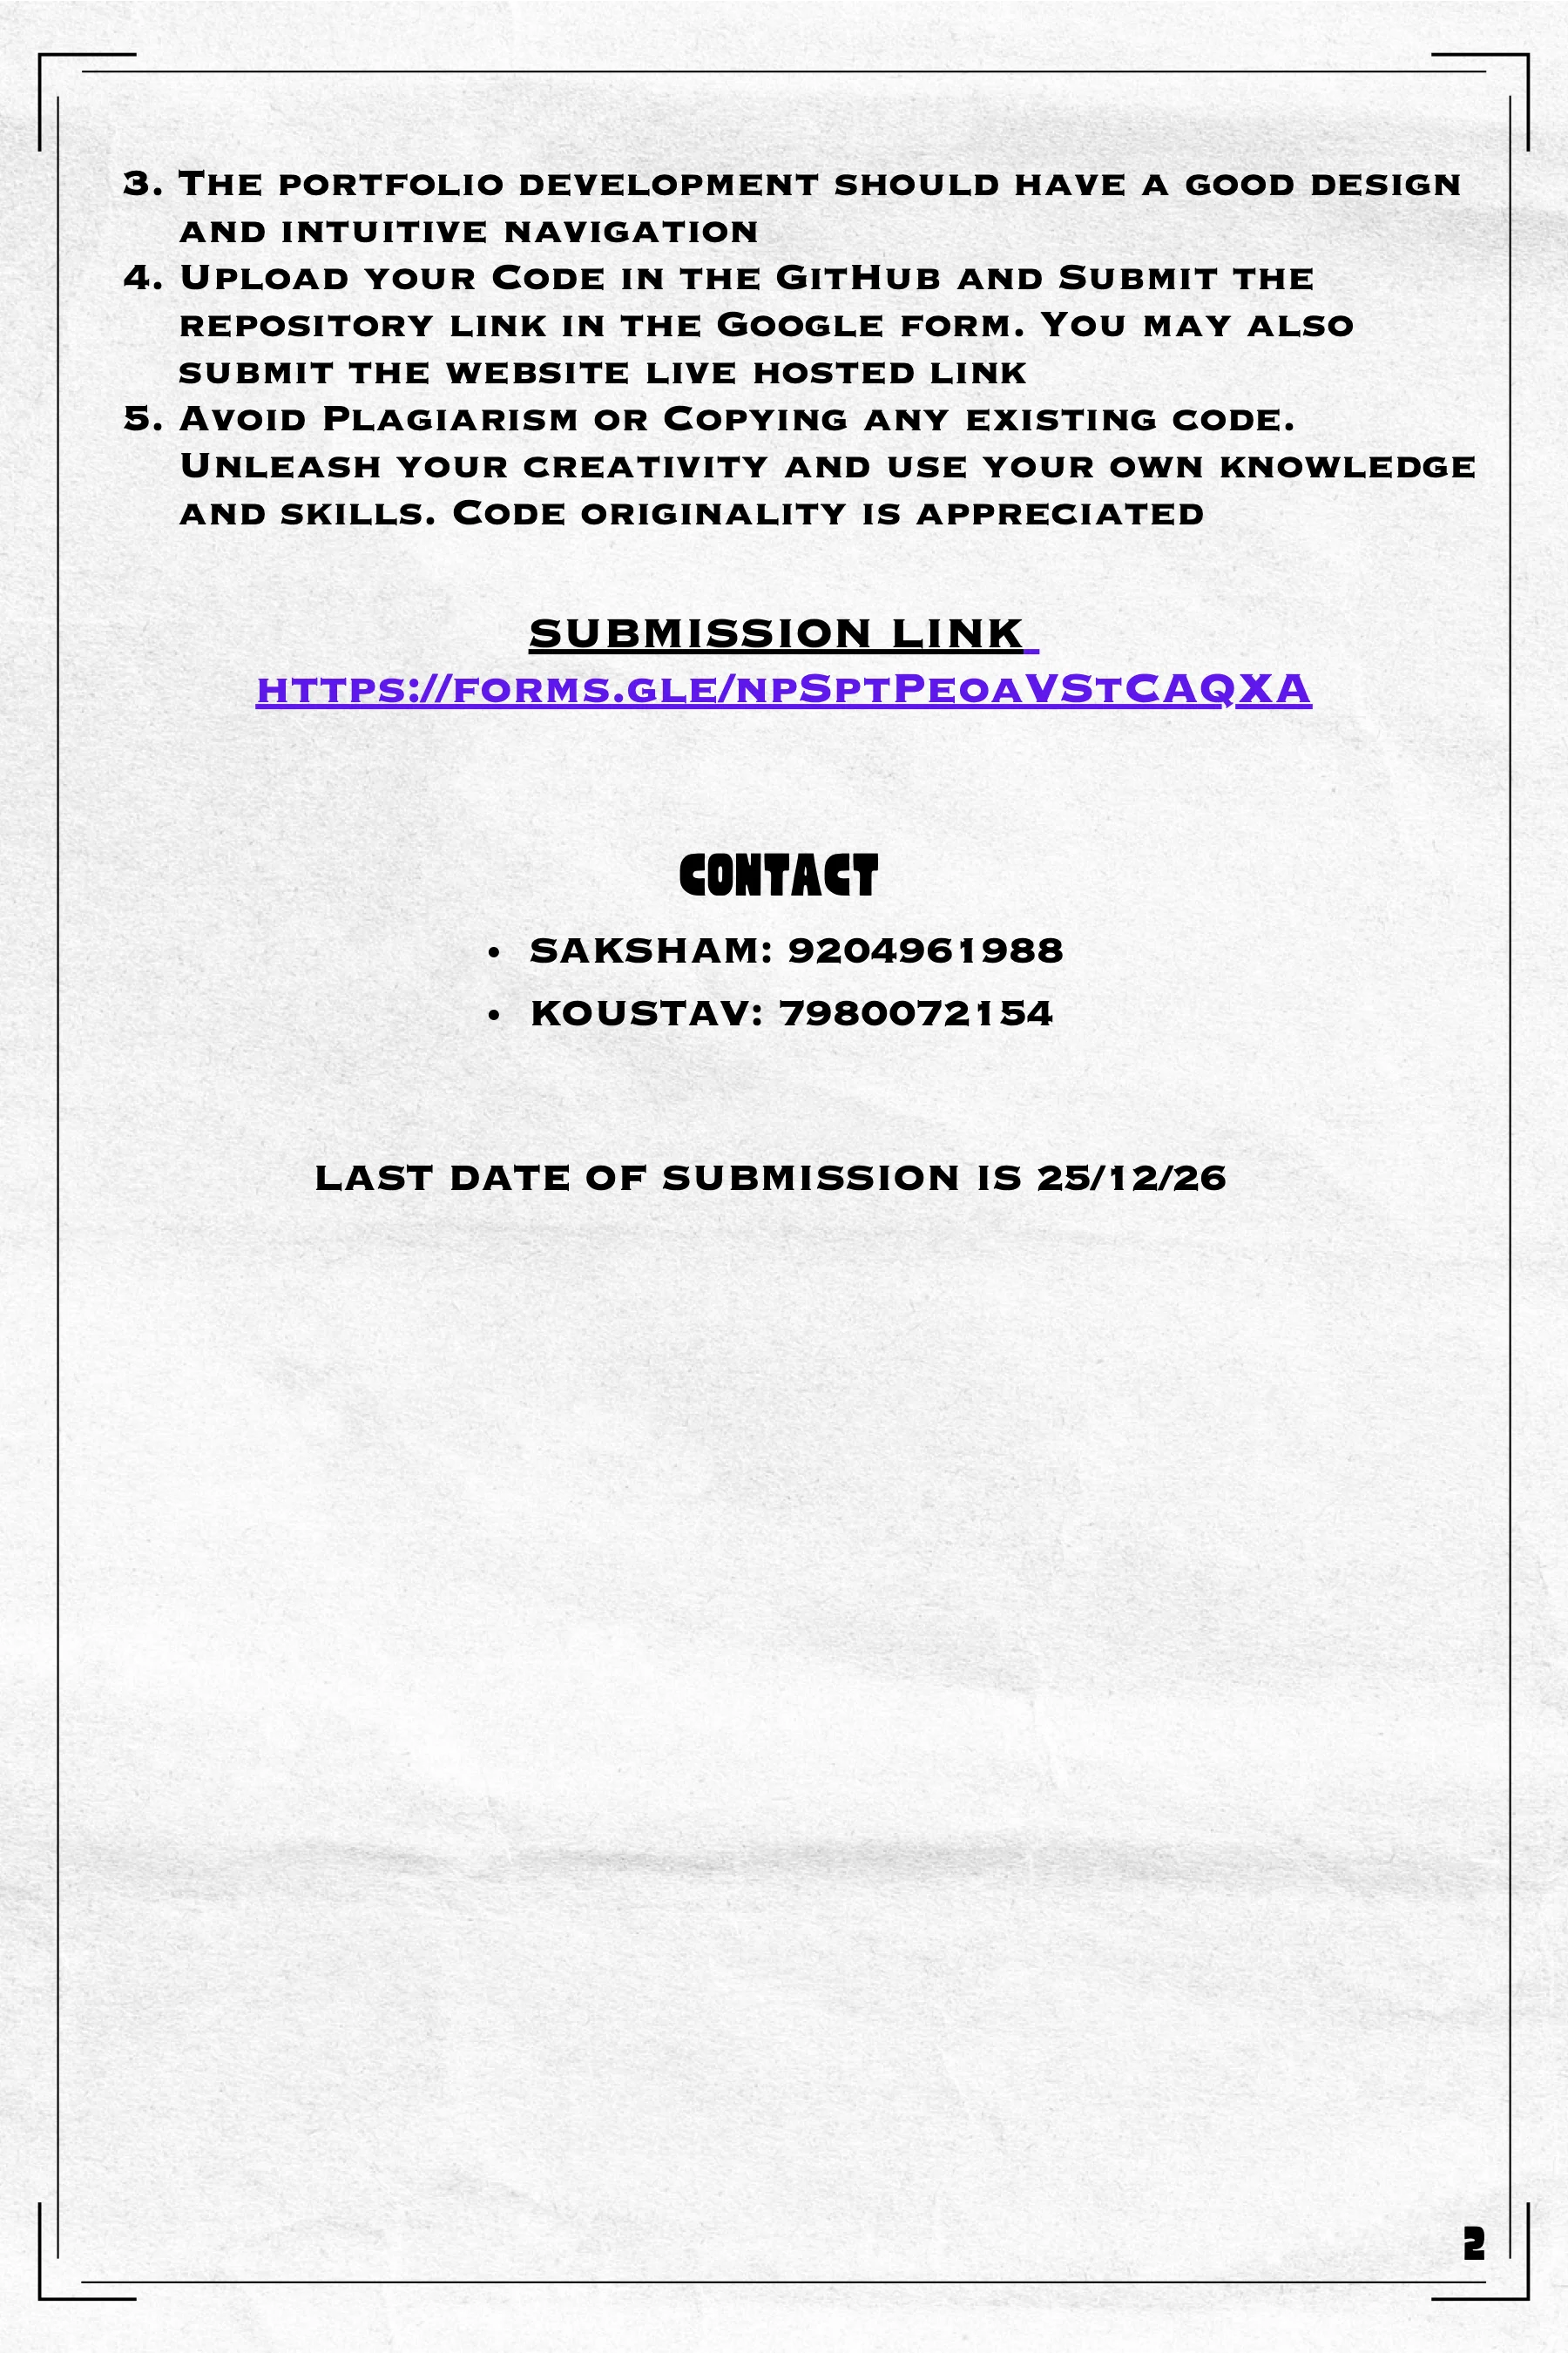 3. The portfolio development should have a good design
and intuitive navigation
4. Upload your Code in the GitHub and Submit the
repository link in the Google form. You may also
submit the website live hosted link
5. Avoid Plagiarism or Copying any existing code.
Unleash your creativity and use your own knowledge
and skills. Code originality is appreciated
SUBMISSION LINK
https://forms.gle/npSptPeoaVStCAQXA
CONTACT
• SAKSHAM: 9204961988
• KOUSTAV: 7980072154
LAST DATE OF SUBMISSION IS 25/12/26
2